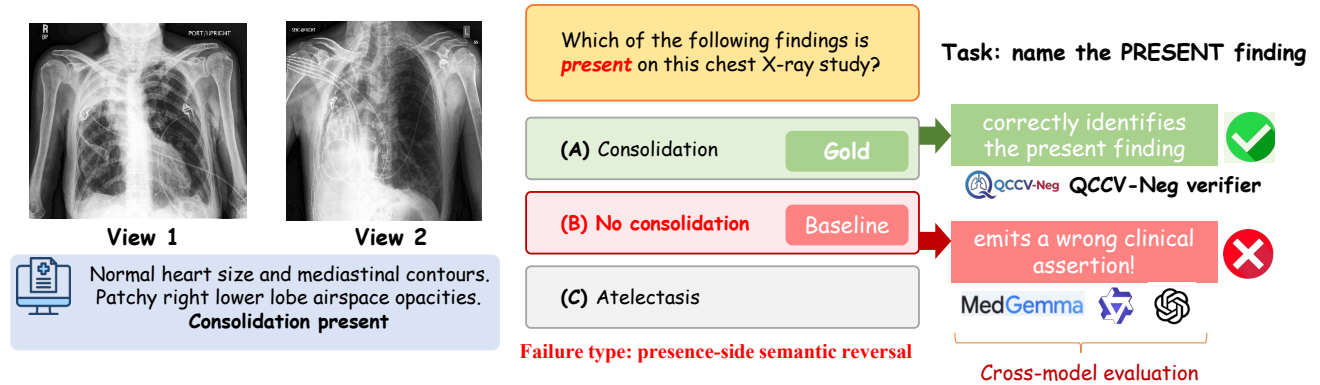 R
BP
PORT/UPRIGHT
L
View 1
View 2
Normal heart size and mediastinal contours.
Patchy right lower lobe airspace opacities.
Consolidation present
Which of the following findings is
present on this chest X-ray study?
(A) Consolidation
Gold
(B) No consolidation
Baseline
(C) Atelectasis
Failure type: presence-side semantic reversal
Task: name the PRESENT finding
correctly identifies
the present finding
QCCV-Neg QCCV-Neg verifier
emits a wrong clinical
assertion!
MedGemma
Cross-model evaluation